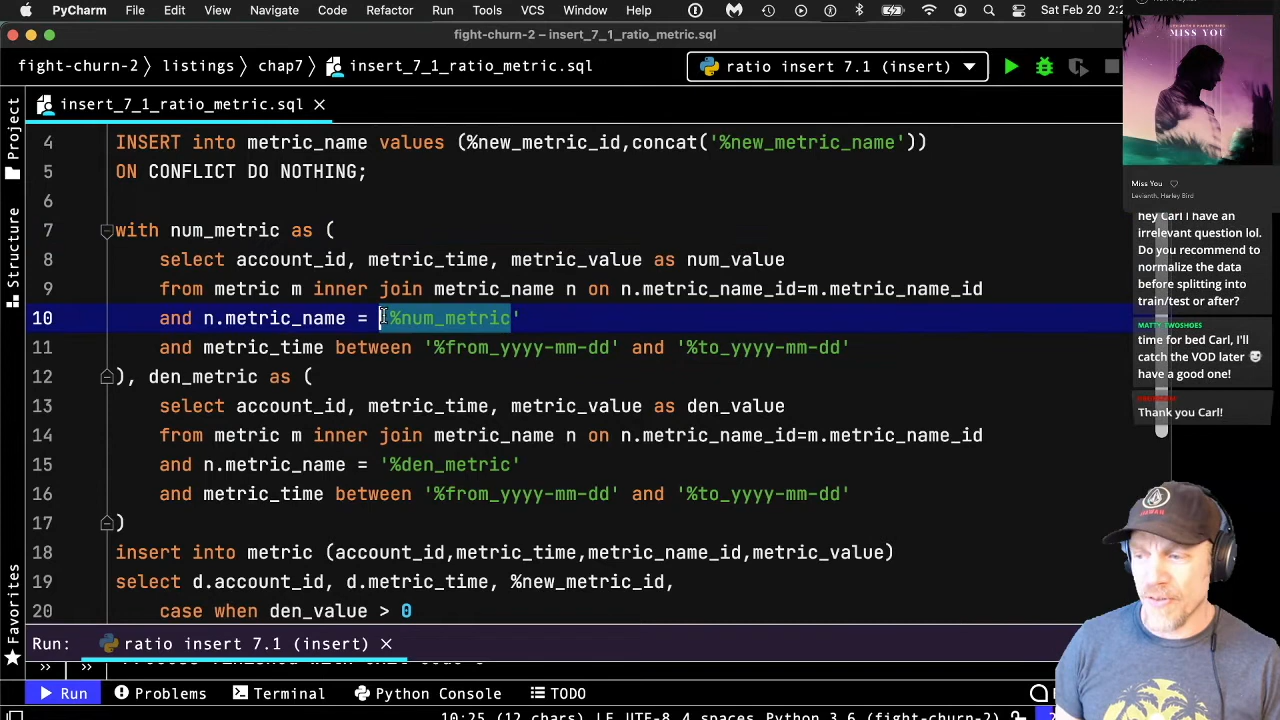 PyCharm File Edit View Navigate Code Refactor Run Tools VCS Window Help Sat Feb 20
fight-churn-2 – insert_7_1_ratio_metric.sql
fight-churn-2 listings chap7 insert_7_1_ratio_metric.sql ratio insert 7.1 (insert)
insert_7_1_ratio_metric.sql
Project
Structure
Favorites
4 INSERT into metric_name values (%new_metric_id,concat('%new_metric_name'))
5 ON CONFLICT DO NOTHING;
6
7 with num_metric as (
8 select account_id, metric_time, metric_value as num_value
9 from metric m inner join metric_name n on n.metric_name_id=m.metric_name_id
10 and n.metric_name = '%num_metric'
11 and metric_time between '%from_yyyy-mm-dd' and '%to_yyyy-mm-dd'
12 ), den_metric as (
13 select account_id, metric_time, metric_value as den_value
14 from metric m inner join metric_name n on n.metric_name_id=m.metric_name_id
15 and n.metric_name = '%den_metric'
16 and metric_time between '%from_yyyy-mm-dd' and '%to_yyyy-mm-dd'
17 )
18 insert into metric (account_id,metric_time,metric_name_id,metric_value)
19 select d.account_id, d.metric_time, %new_metric_id,
20 case when den_value > 0
Run: ratio insert 7.1 (insert)
Run Problems Terminal Python Console TODO
10:25 (12 chars) LF UTF-8 4 spaces Python 3.6 (fight-churn-2)
MISS YOU
Miss You
Levianth, Harley Bird
hey Carl I have an
irrelevant question lol.
Do you recommend to
normalize the data
before splitting into
train/test or after?
MATTY TWOSHOES
time for bed Carl, I'll
catch the VOD later
have a good one!
Thank you Carl!